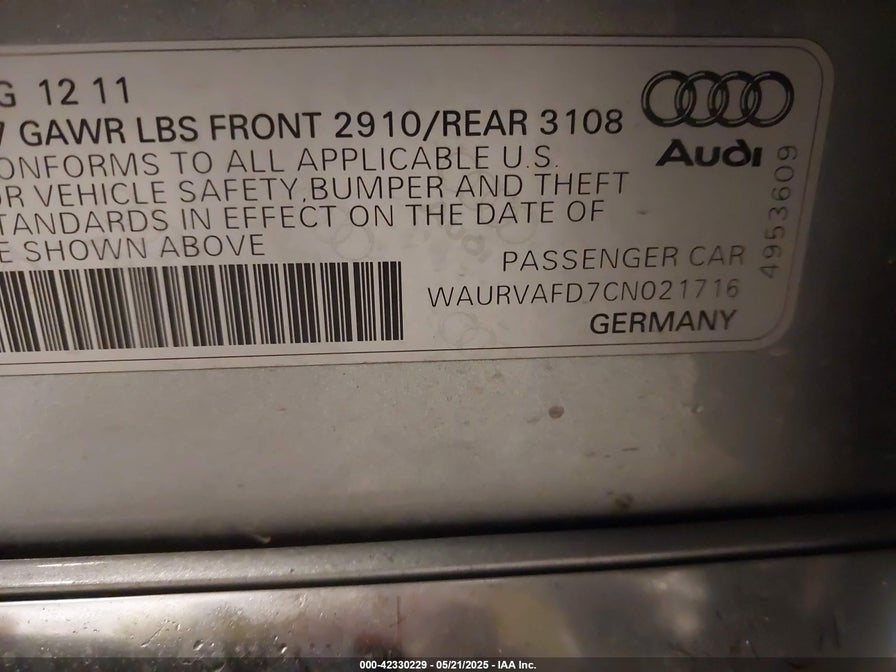 G 12 11
7 GAWR LBS FRONT 2910/REAR 3108
ONFORMS TO ALL APPLICABLE U.S.
OR VEHICLE SAFETY,BUMPER AND THEFT
TANDARDS IN EFFECT ON THE DATE OF
E SHOWN ABOVE
Audi
4953609
PASSENGER CAR
WAURVAFD7CN021716
GERMANY
000-42330229 - 05/21/2025 - IAA Inc.